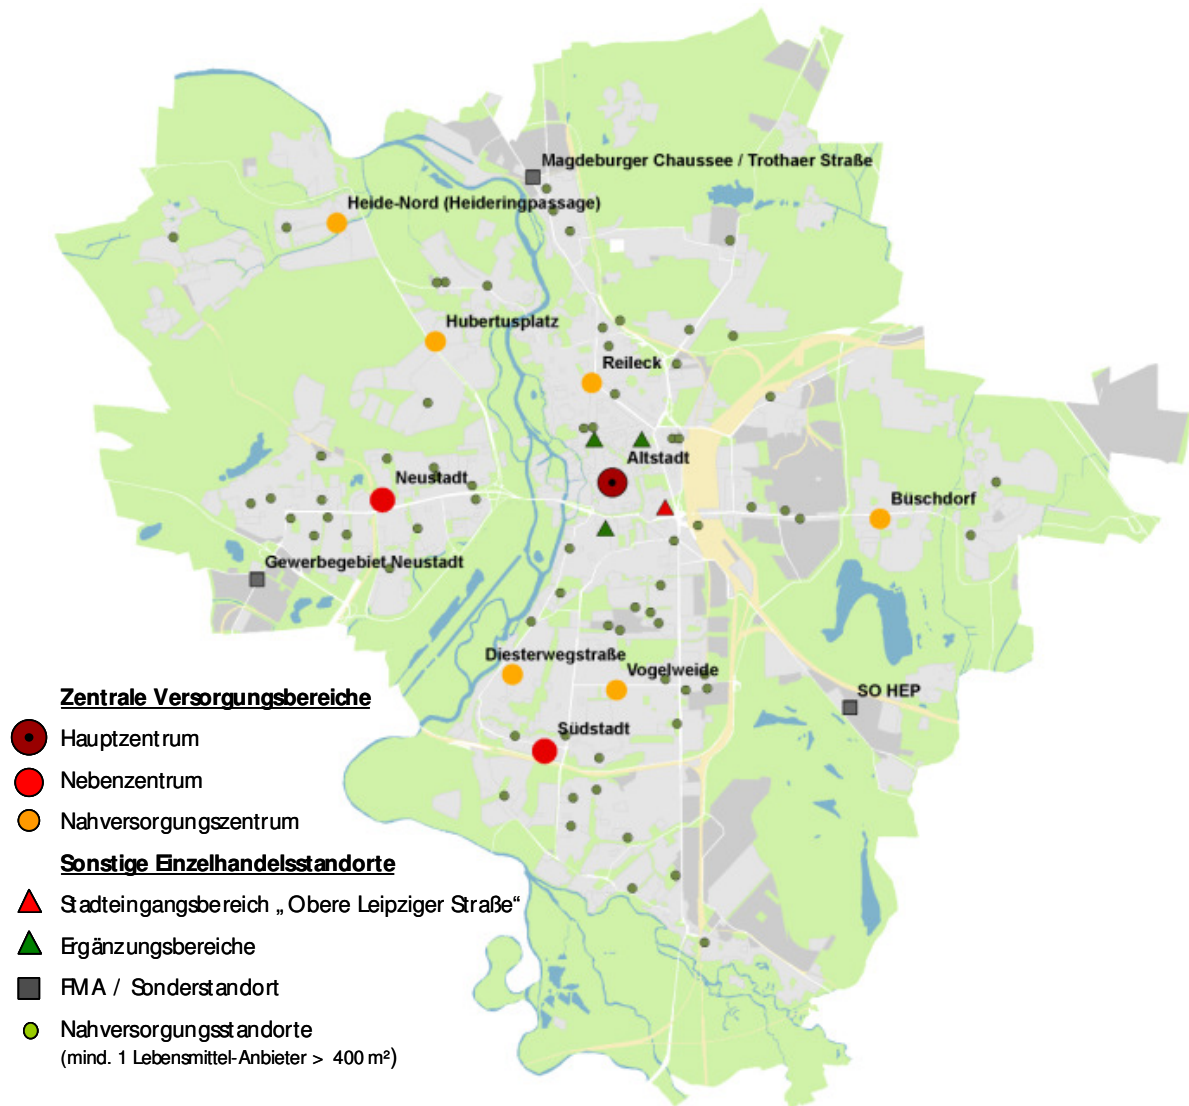 Magdeburger Chaussee / Trothaer Straße
Heide-Nord (Heideringpassage)
Hubertusplatz
Reileck
Altstadt
Neustadt
Büschdorf
Gewerbegebiet Neustadt
Diesterwegstraße
Vogelweide
SO HEP
Südstadt
Zentrale Versorgungsbereiche
Hauptzentrum
Nebenzentrum
Nahversorgungszentrum
Sonstige Einzelhandelsstandorte
Stadteingangsbereich „Obere Leipziger Straße“
Ergänzungsbereiche
FMA / Sonderstandort
Nahversorgungsstandorte
(mind. 1 Lebensmittel-Anbieter > 400 m²)